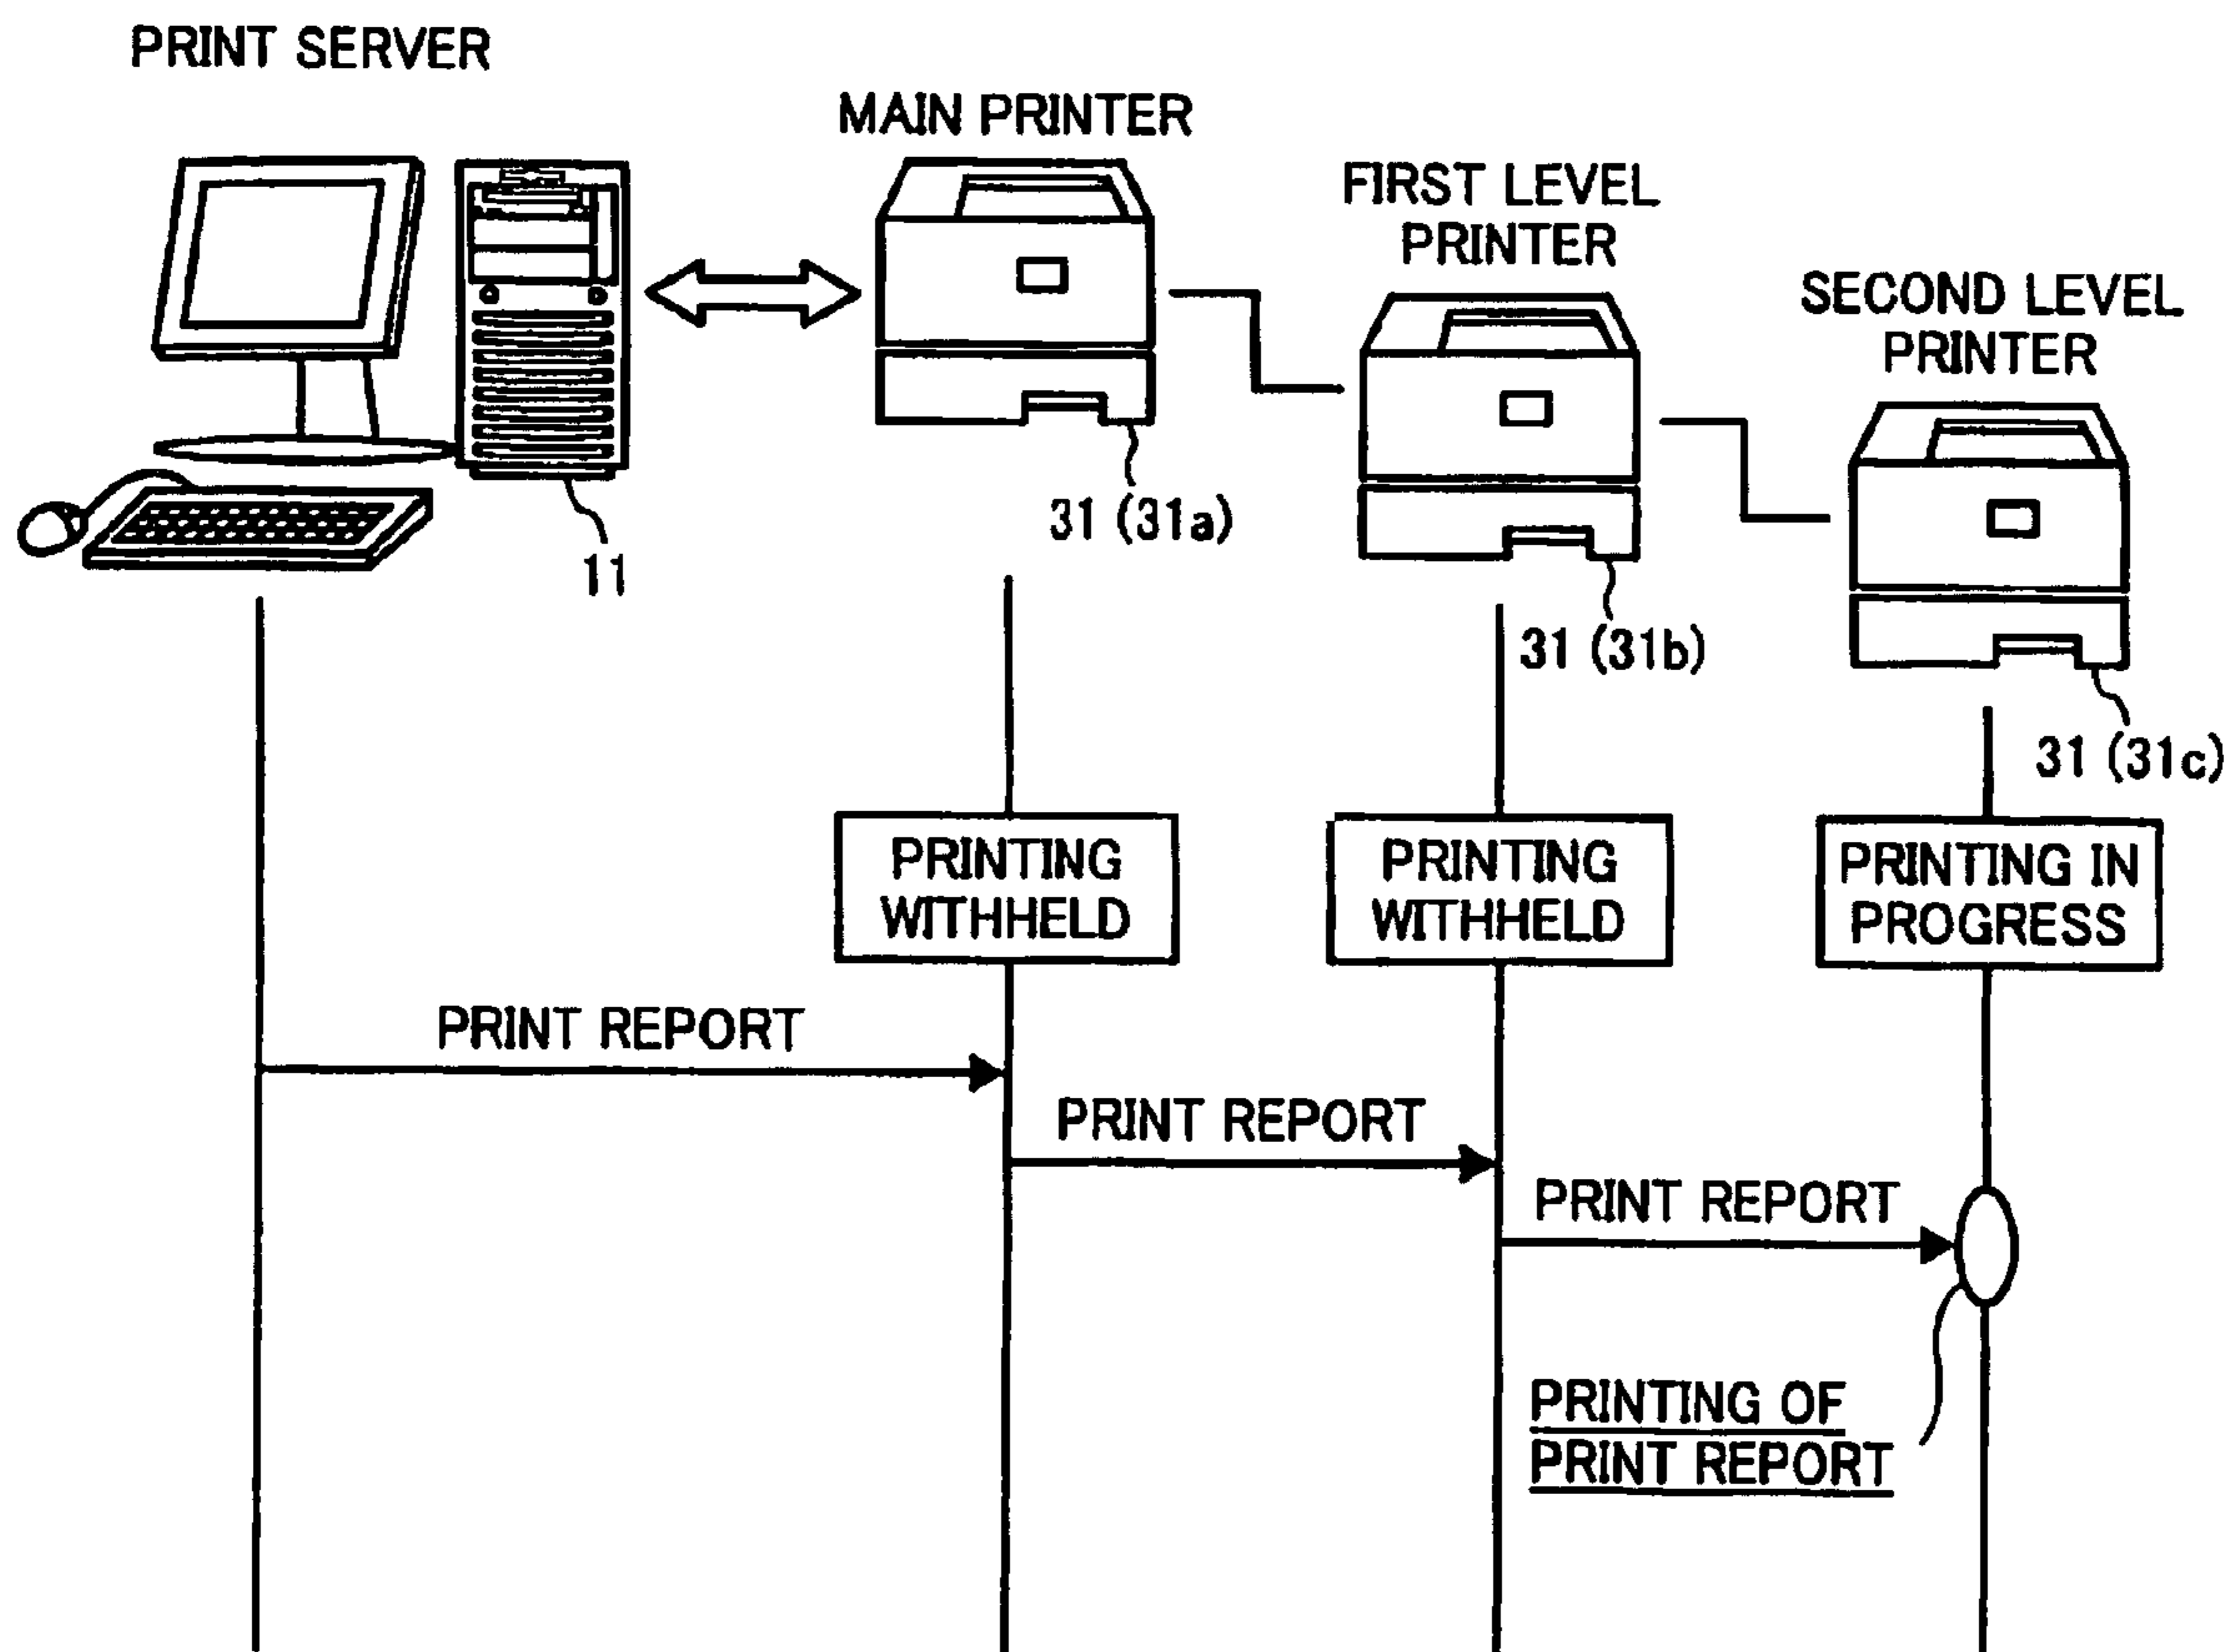 PRINT SERVER
MAIN PRINTER
FIRST LEVEL
PRINTER
SECOND LEVEL
PRINTER
11
31 (31a)
31 (31b)
31 (31c)
PRINTING
WITHHELD
PRINTING
WITHHELD
PRINTING IN
PROGRESS
PRINT REPORT
PRINT REPORT
PRINT REPORT
PRINTING OF
PRINT REPORT